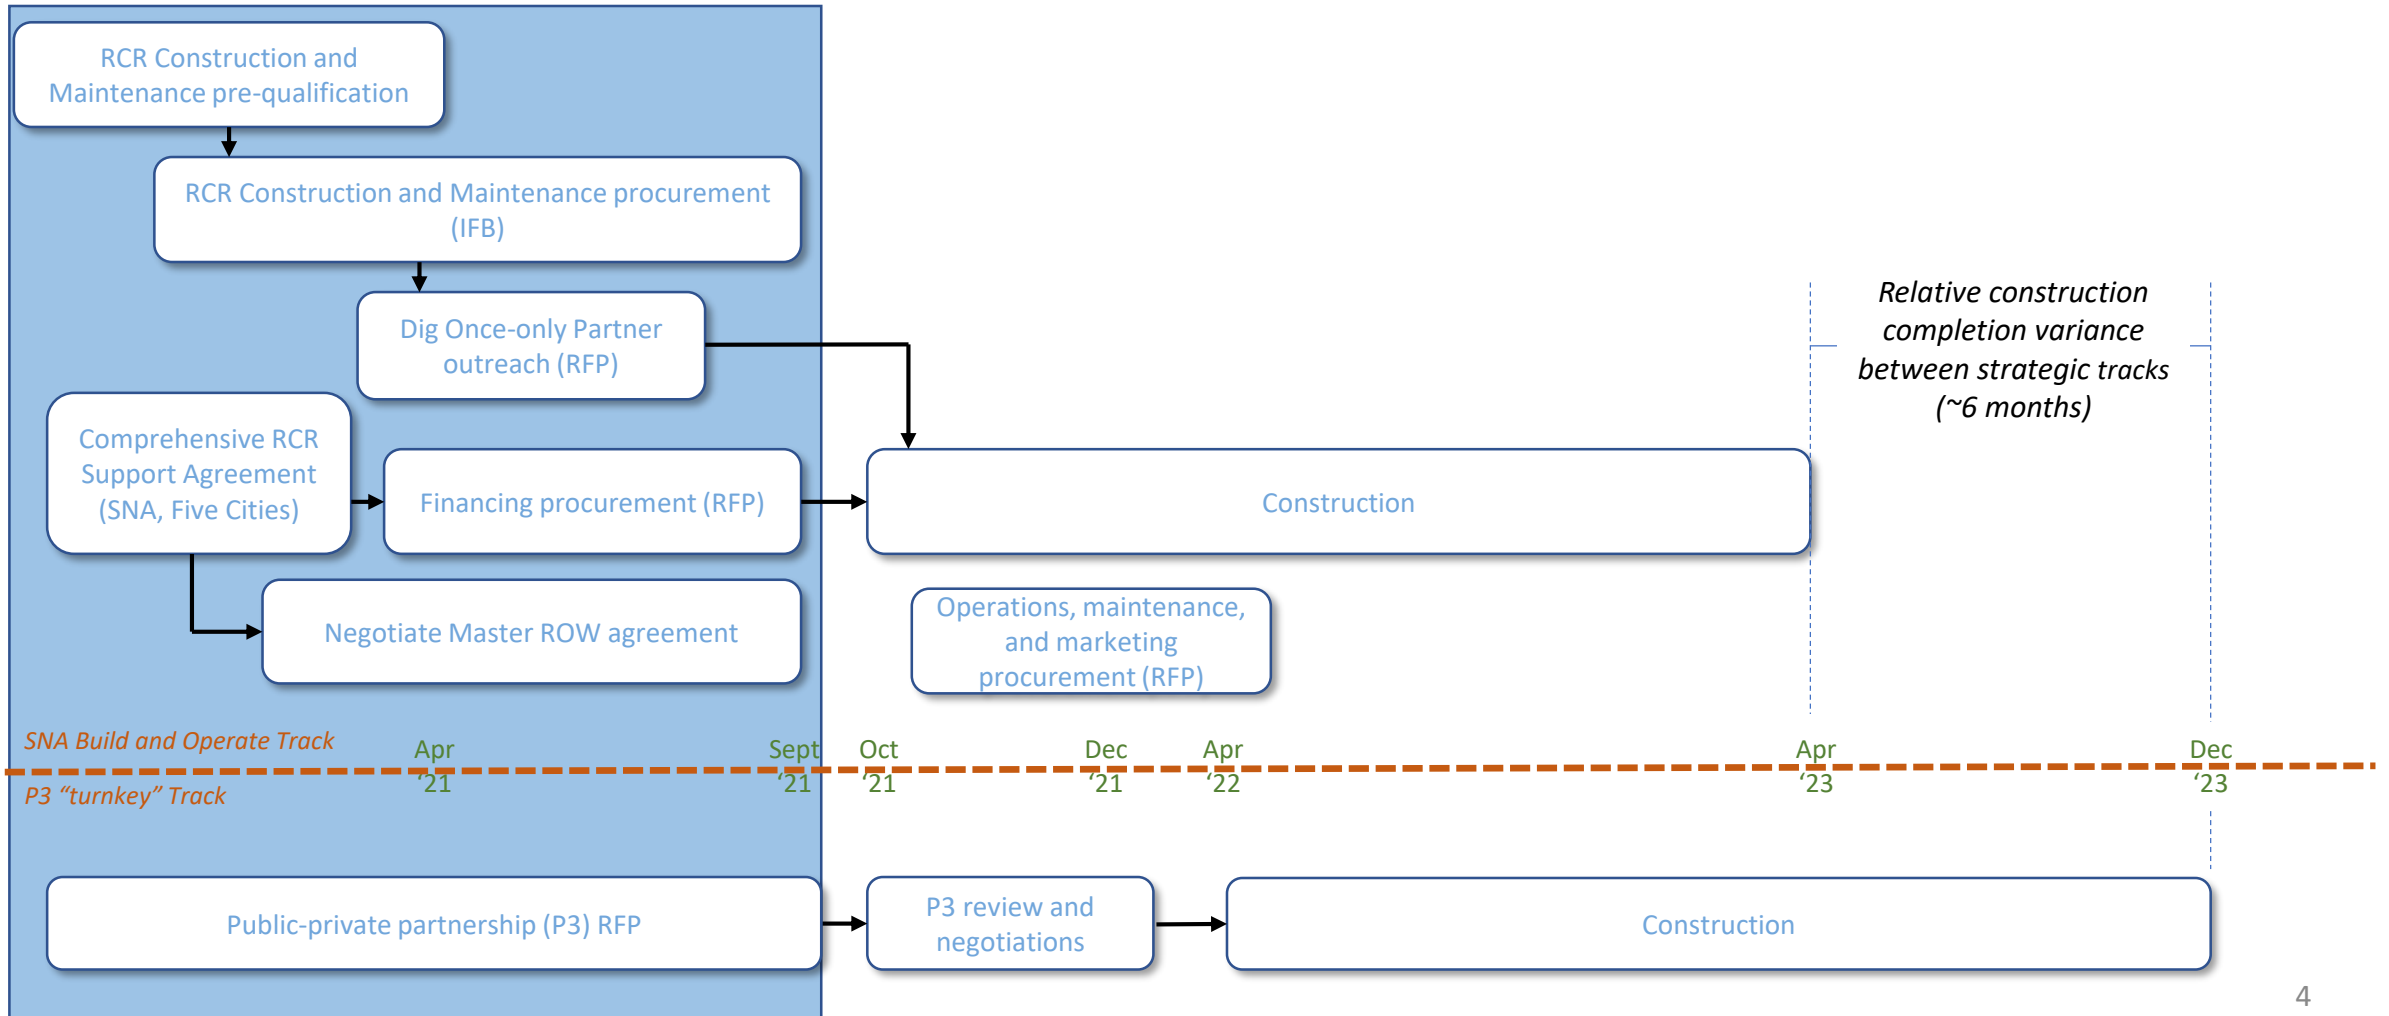 RCR Construction and
Maintenance pre-qualification
RCR Construction and Maintenance procurement
(IFB)
Dig Once-only Partner
outreach (RFP)
Relative construction
completion variance
between strategic tracks
(~6 months)
Comprehensive RCR
Support Agreement
(SNA, Five Cities)
Financing procurement (RFP)
Construction
Negotiate Master ROW agreement
Operations, maintenance,
and marketing
procurement (RFP)
SNA Build and Operate Track
Apr
‘21
Sept
‘21
Oct
‘21
Dec
‘21
Apr
‘22
Apr
‘23
Dec
‘23
P3 “turnkey” Track
Public-private partnership (P3) RFP
P3 review and
negotiations
Construction
4